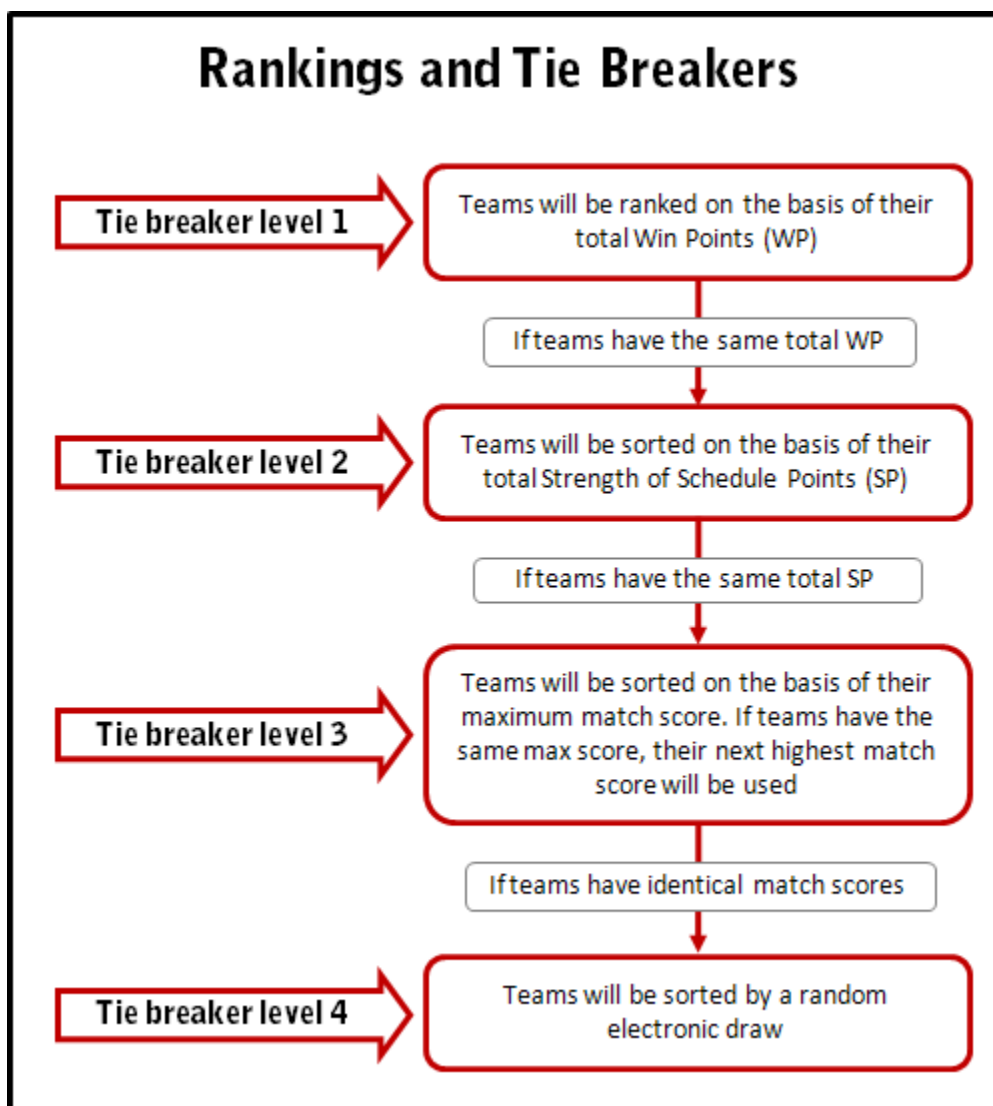 Rankings and Tie Breakers
Tie breaker level 1
Teams will be ranked on the basis of their
total Win Points (WP)
If teams have the same total WP
Tie breaker level 2
Teams will be sorted on the basis of their
total Strength of Schedule Points (SP)
If teams have the same total SP
Tie breaker level 3
Teams will be sorted on the basis of their
maximum match score. If teams have the
same max score, their next highest match
score will be used
If teams have identical match scores
Tie breaker level 4
Teams will be sorted by a random
electronic draw